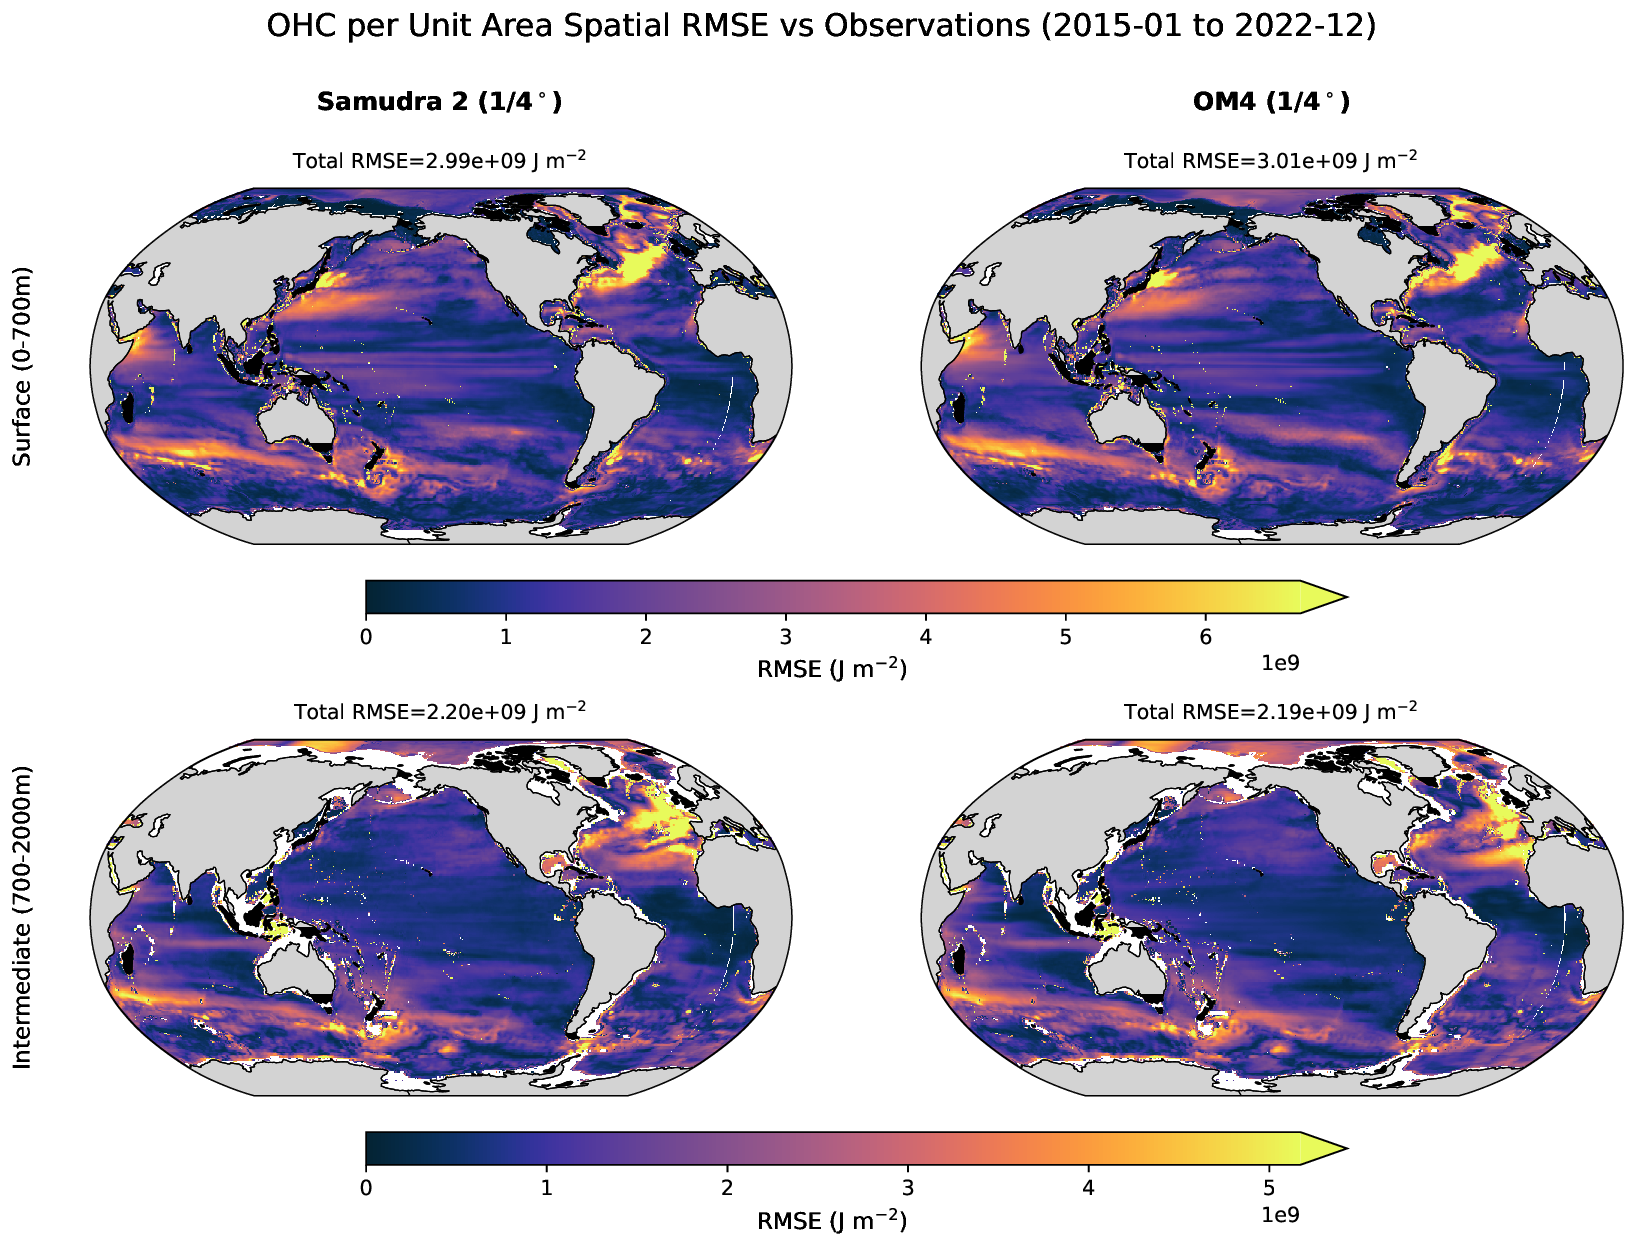 OHC per Unit Area Spatial RMSE vs Observations (2015-01 to 2022-12)
Samudra 2 (1/4°)
OM4 (1/4°)
Total RMSE=2.99e+09 J m⁻²
Total RMSE=3.01e+09 J m⁻²
Surface (0-700m)
0 1 2 3 4 5 6
1e9
RMSE (J m⁻²)
Total RMSE=2.20e+09 J m⁻²
Total RMSE=2.19e+09 J m⁻²
Intermediate (700-2000m)
0 1 2 3 4 5
1e9
RMSE (J m⁻²)